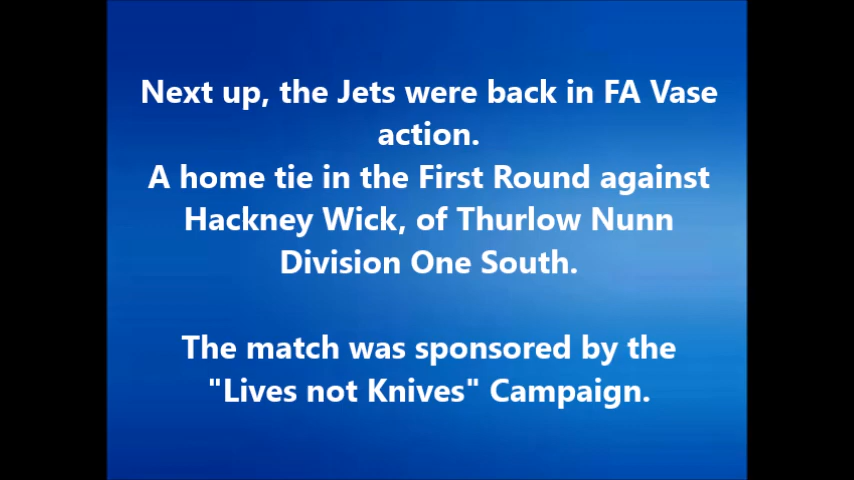 Next up, the Jets were back in FA Vase
action.
A home tie in the First Round against
Hackney Wick, of Thurlow Nunn
Division One South.
The match was sponsored by the
"Lives not Knives" Campaign.